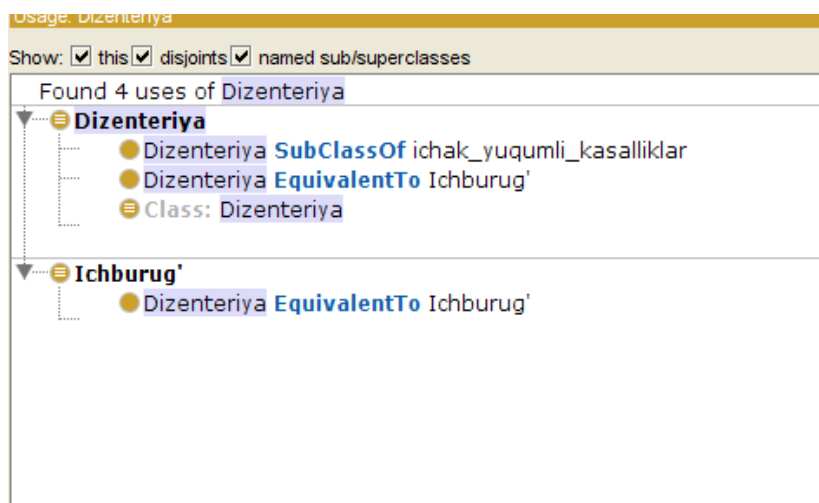 Usage: Dizenteriya
Show: this disjoints named sub/superclasses
Found 4 uses of Dizenteriya
Dizenteriya
Dizenteriya SubClassOf ichak_yuqumli_kasalliklar
Dizenteriya EquivalentTo Ichburug'
Class: Dizenteriya
Ichburug'
Dizenteriya EquivalentTo Ichburug'